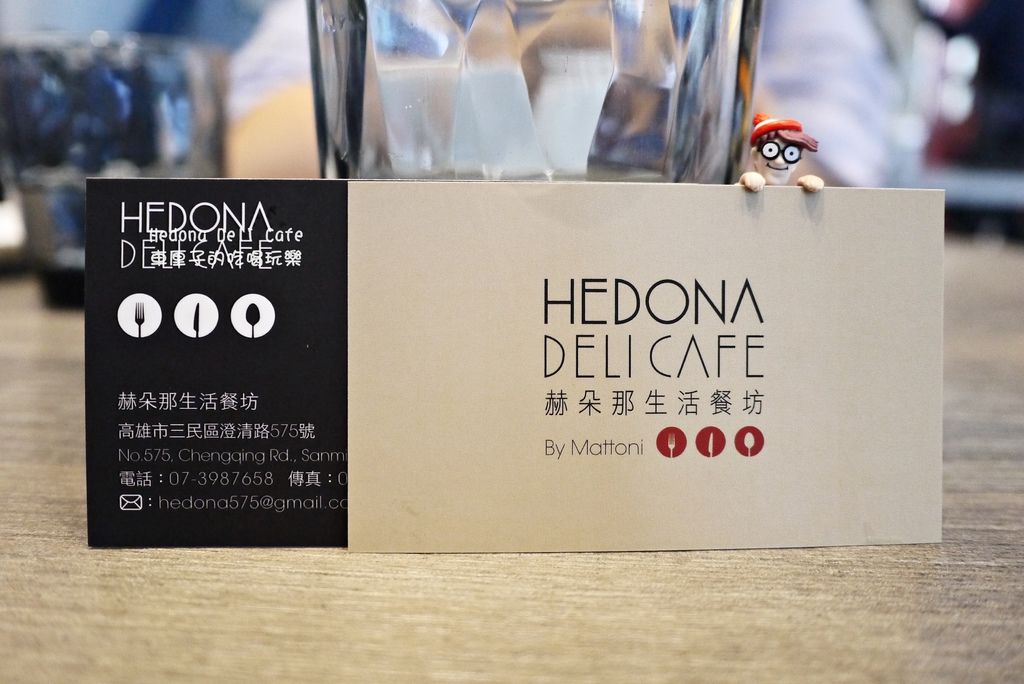 HEDONA
DELI CAFE
Hedona Deli Cafe
車厘子的吃喝玩樂
赫朵那生活餐坊
高雄市三民區澄清路575號
No.575, Chengqing Rd., Sanmi
電話：07-3987658 傳真：0
：hedona575@gmail.co
HEDONA
DELI CAFE
赫朵那生活餐坊
By Mattoni